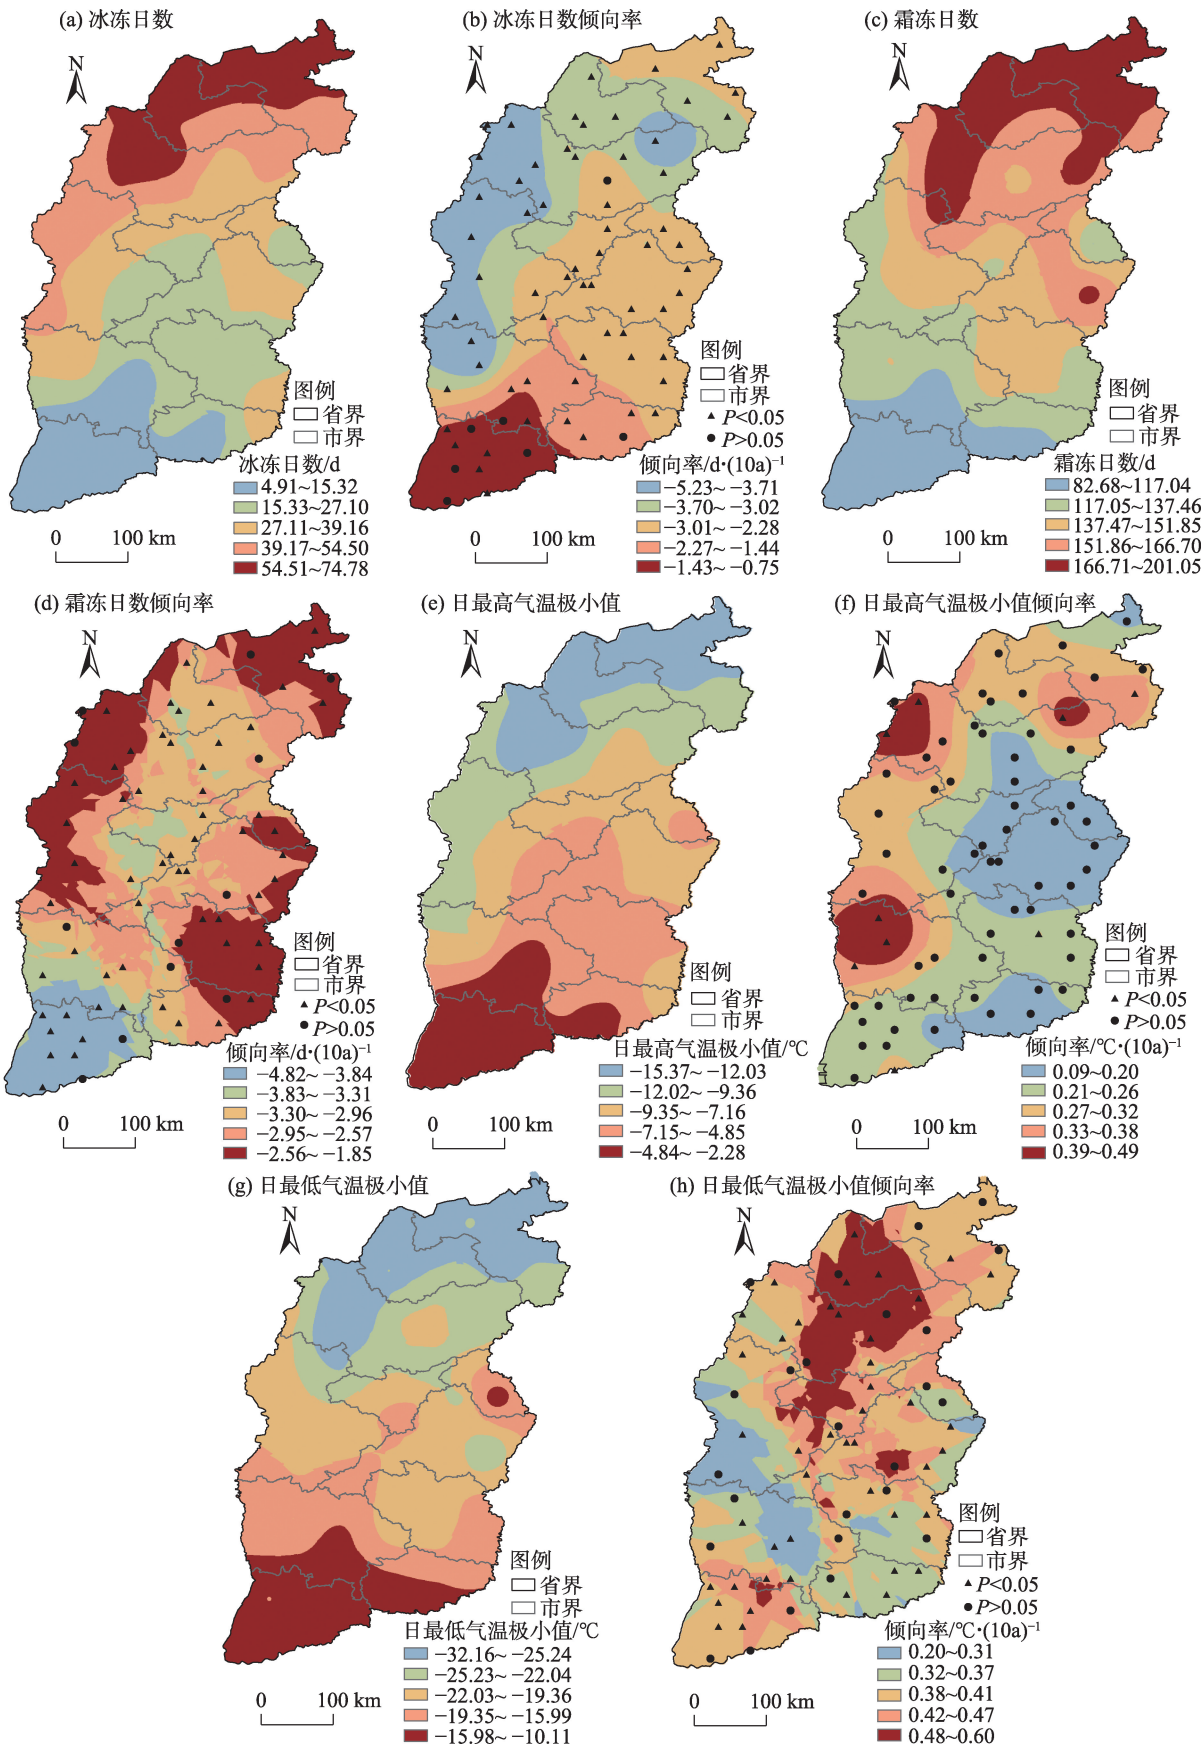 (a) 冰冻日数
N
图例
省界
市界
冰冻日数/d
4.91~15.32
15.33~27.10
27.11~39.16
39.17~54.50
54.51~74.78
0 100 km
(b) 冰冻日数倾向率
N
图例
省界
市界
P<0.05
P>0.05
倾向率/d·(10a)⁻¹
−5.23~ −3.71
−3.70~ −3.02
−3.01~ −2.28
−2.27~ −1.44
−1.43~ −0.75
0 100 km
(c) 霜冻日数
N
图例
省界
市界
霜冻日数/d
82.68~117.04
117.05~137.46
137.47~151.85
151.86~166.70
166.71~201.05
0 100 km
(d) 霜冻日数倾向率
N
图例
省界
市界
P<0.05
P>0.05
倾向率/d·(10a)⁻¹
−4.82~ −3.84
−3.83~ −3.31
−3.30~ −2.96
−2.95~ −2.57
−2.56~ −1.85
0 100 km
(e) 日最高气温极小值
N
图例
省界
市界
日最高气温极小值/℃
−15.37~ −12.03
−12.02~ −9.36
−9.35~ −7.16
−7.15~ −4.85
−4.84~ −2.28
0 100 km
(f) 日最高气温极小值倾向率
N
图例
省界
市界
P<0.05
P>0.05
倾向率/℃·(10a)⁻¹
0.09~0.20
0.21~0.26
0.27~0.32
0.33~0.38
0.39~0.49
0 100 km
(g) 日最低气温极小值
N
图例
省界
市界
日最低气温极小值/℃
−32.16~ −25.24
−25.23~ −22.04
−22.03~ −19.36
−19.35~ −15.99
−15.98~ −10.11
0 100 km
(h) 日最低气温极小值倾向率
N
图例
省界
市界
P<0.05
P>0.05
倾向率/℃·(10a)⁻¹
0.20~0.31
0.32~0.37
0.38~0.41
0.42~0.47
0.48~0.60
0 100 km